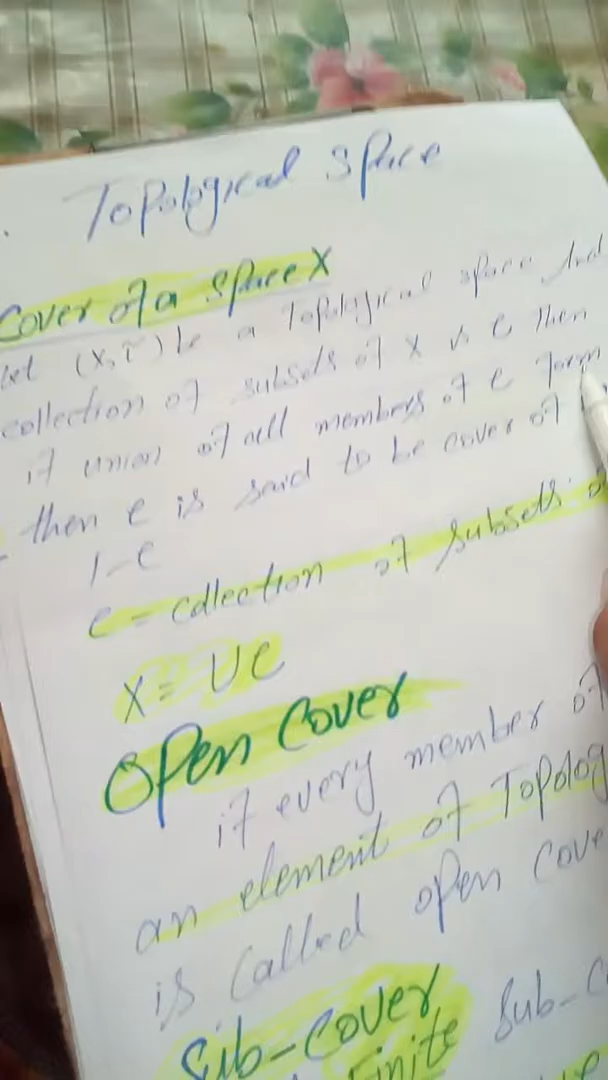 Topological Space
Cover of a Space X
Let (X,τ) be a Topological space And
collection of subsets of X is C Then
if union of all members of C form
then C is said to be cover of
I-e
C = collection of subsets of
X = UC
Open Cover
if every member of
an element of Topolog
is called open Cove
Sub-Cover
Finite Sub-C